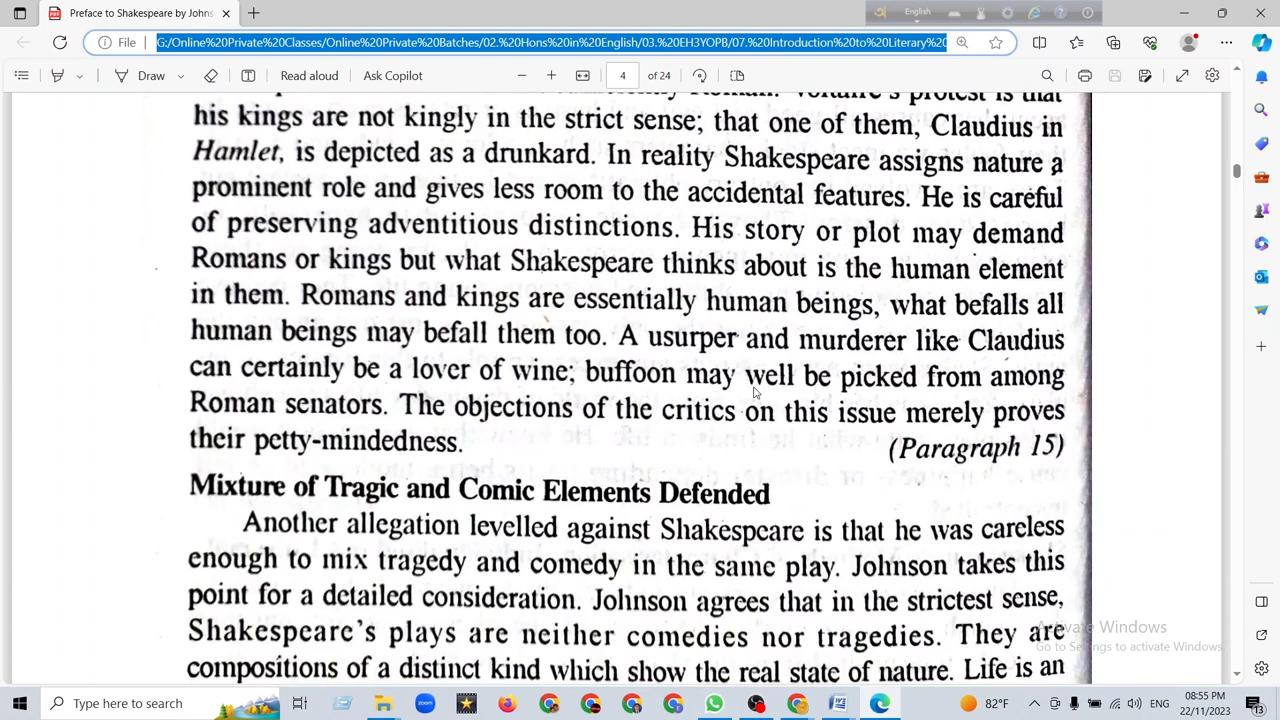 Preface to Shakespeare by Johns
English
File
G:/Online%20Private%20Classes/Online%20Private%20Batches/02.%20Hons%20in%20English/03.%20EH3YOPB/07.%20Introduction%20to%20Literary%20
Draw
Read aloud
Ask Copilot
4
of 24
Voltaire's protest is that
his kings are not kingly in the strict sense; that one of them, Claudius in
Hamlet, is depicted as a drunkard. In reality Shakespeare assigns nature a
prominent role and gives less room to the accidental features. He is careful
of preserving adventitious distinctions. His story or plot may demand
Romans or kings but what Shakespeare thinks about is the human element
in them. Romans and kings are essentially human beings, what befalls all
human beings may befall them too. A usurper and murderer like Claudius
can certainly be a lover of wine; buffoon may well be picked from among
Roman senators. The objections of the critics on this issue merely proves
their petty-mindedness. (Paragraph 15)
Mixture of Tragic and Comic Elements Defended
Another allegation levelled against Shakespeare is that he was careless
enough to mix tragedy and comedy in the same play. Johnson takes this
point for a detailed consideration. Johnson agrees that in the strictest sense,
Shakespeare's plays are neither comedies nor tragedies. They are
compositions of a distinct kind which show the real state of nature. Life is an
Activate Windows
Go to Settings to activate Windows.
Type here to search
zoom
82°F
ENG
08:55 PM
22/11/2023
13